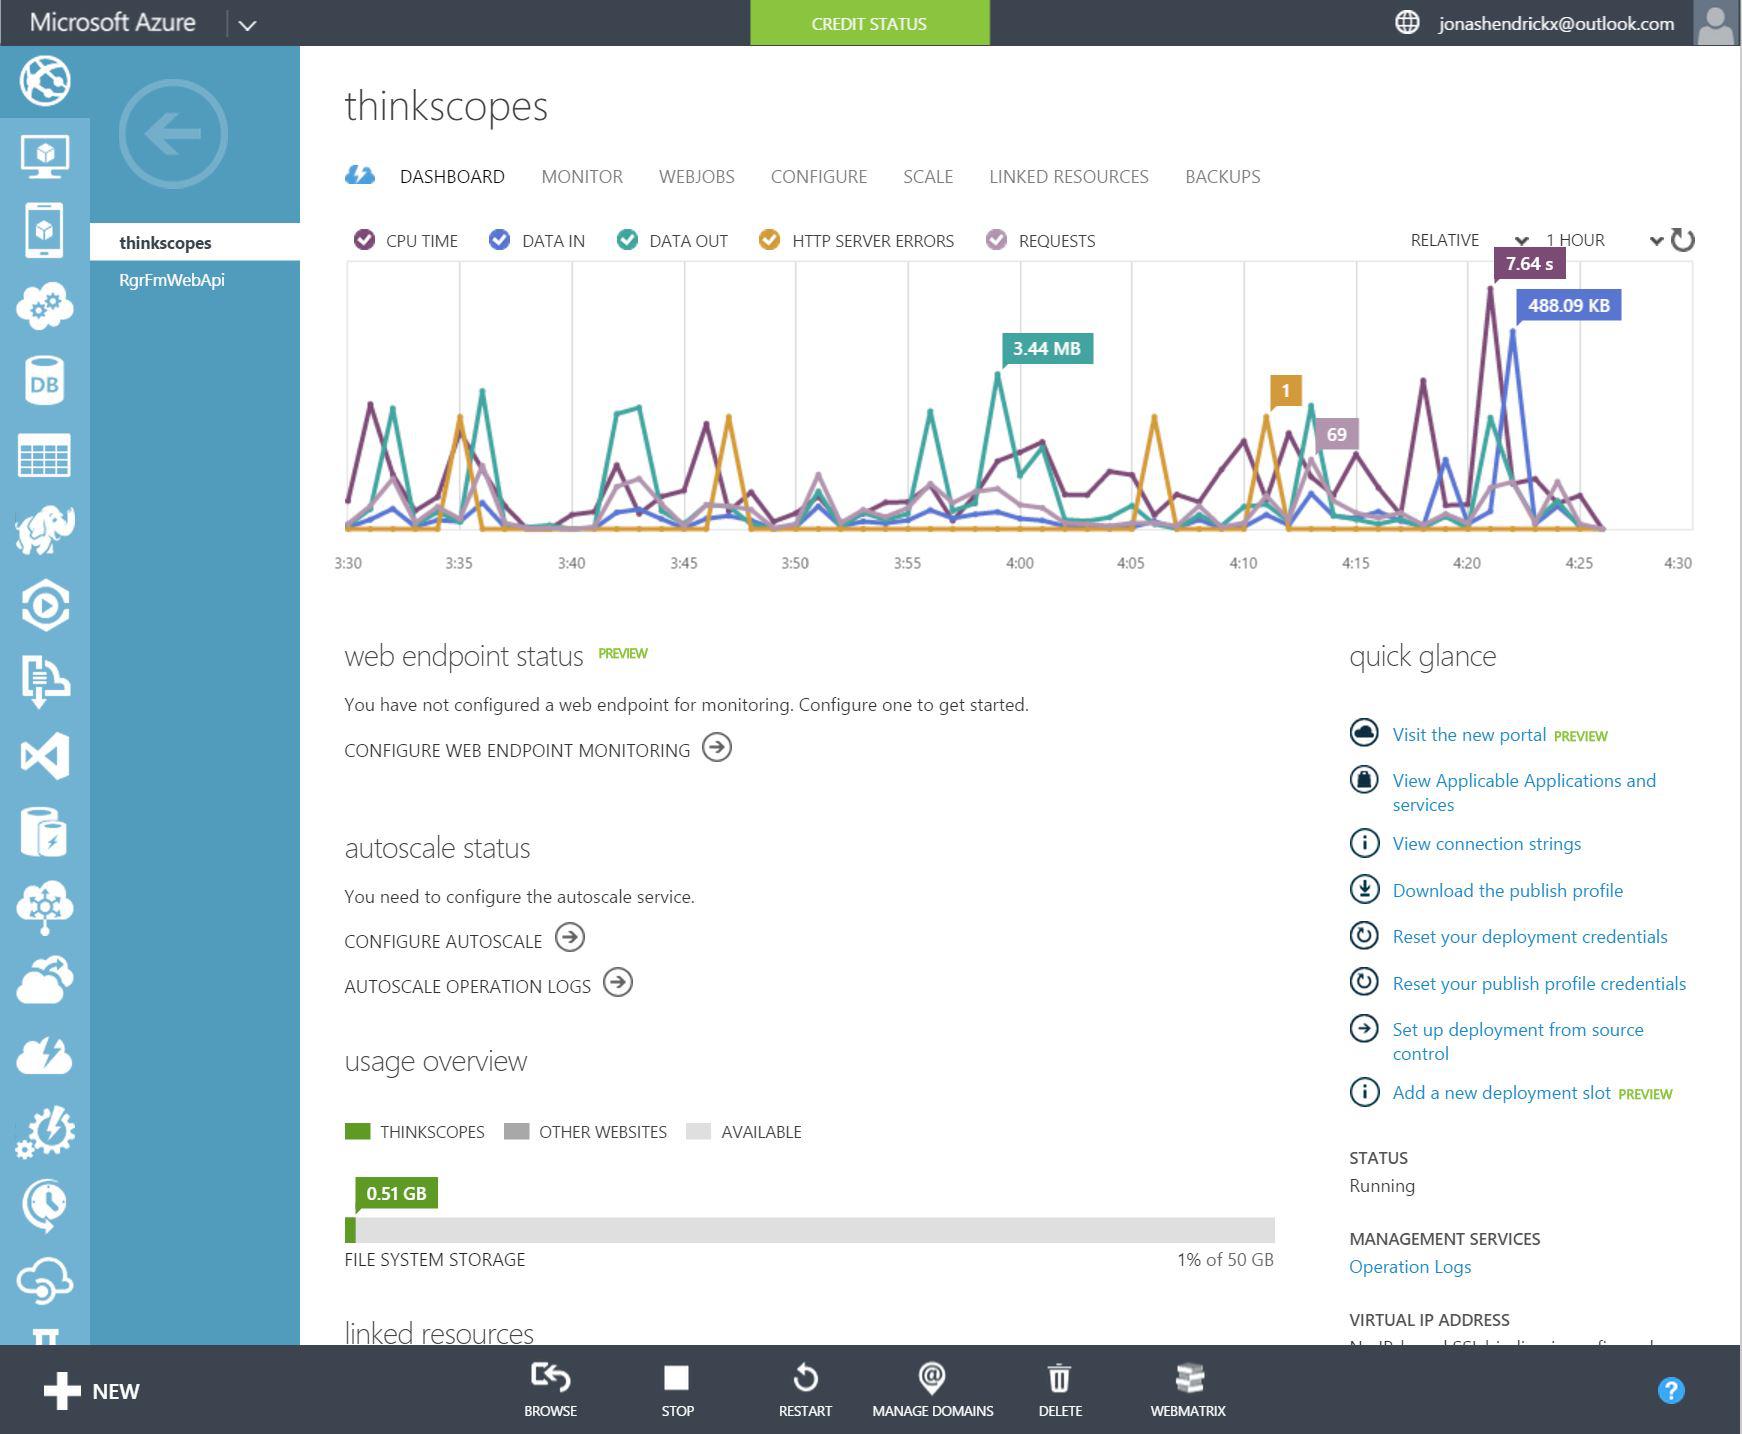 Microsoft Azure
CREDIT STATUS
jonashendrickx@outlook.com
thinkscopes
RgrFmWebApi
DB
thinkscopes
DASHBOARD MONITOR WEBJOBS CONFIGURE SCALE LINKED RESOURCES BACKUPS
CPU TIME DATA IN DATA OUT HTTP SERVER ERRORS REQUESTS RELATIVE 1 HOUR
7.64 s
488.09 KB
3.44 MB
1
69
3:30 3:35 3:40 3:45 3:50 3:55 4:00 4:05 4:10 4:15 4:20 4:25 4:30
web endpoint status PREVIEW
You have not configured a web endpoint for monitoring. Configure one to get started.
CONFIGURE WEB ENDPOINT MONITORING
autoscale status
You need to configure the autoscale service.
CONFIGURE AUTOSCALE
AUTOSCALE OPERATION LOGS
usage overview
THINKSCOPES OTHER WEBSITES AVAILABLE
0.51 GB
FILE SYSTEM STORAGE 1% of 50 GB
linked resources
quick glance
Visit the new portal PREVIEW
View Applicable Applications and
services
View connection strings
Download the publish profile
Reset your deployment credentials
Reset your publish profile credentials
Set up deployment from source
control
Add a new deployment slot PREVIEW
STATUS
Running
MANAGEMENT SERVICES
Operation Logs
VIRTUAL IP ADDRESS
NEW
BROWSE STOP RESTART MANAGE DOMAINS DELETE WEBMATRIX
?